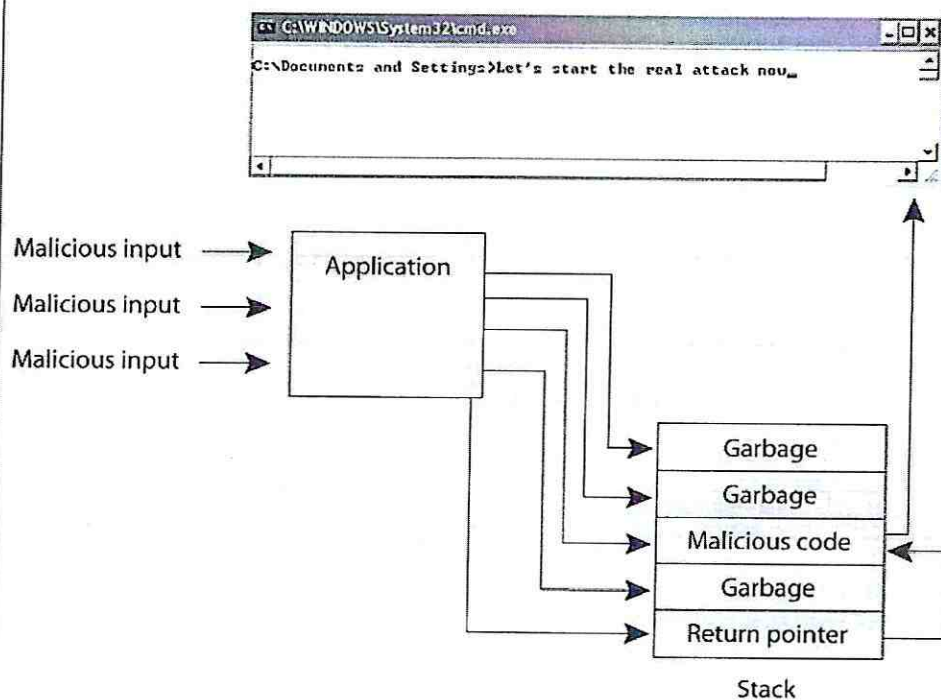 C:\WINDOWS\System32\cmd.exe
C:\Documents and Settings>Let's start the real attack now_
Malicious input
Application
Malicious input
Malicious input
Garbage
Garbage
Malicious code
Garbage
Return pointer
Stack